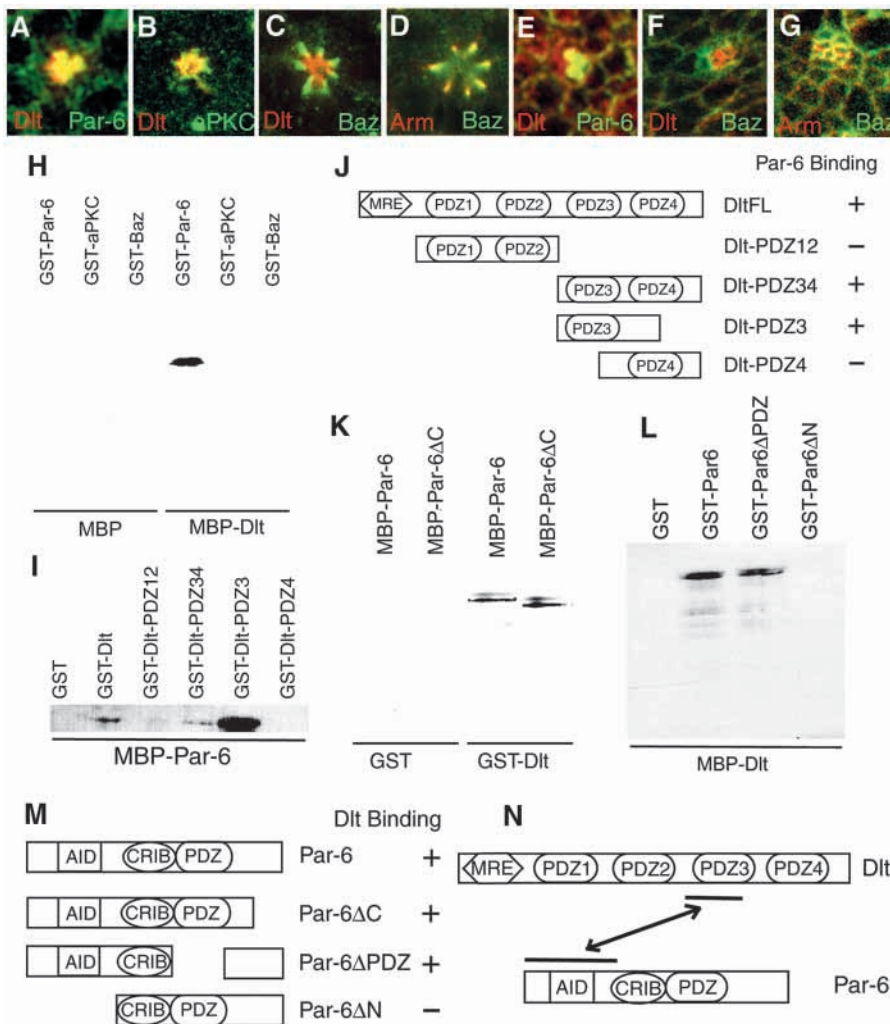 A B C D E F G
Dlt Par-6 Dlt aPKC Dlt Baz Arm Baz Dlt Par-6 Dlt Baz Arm Baz
H
GST-Par-6
GST-aPKC
GST-Baz
GST-Par-6
GST-aPKC
GST-Baz
MBP MBP-Dlt
J
Par-6 Binding
MRE PDZ1 PDZ2 PDZ3 PDZ4 DltFL +
PDZ1 PDZ2 Dlt-PDZ12 −
PDZ3 PDZ4 Dlt-PDZ34 +
PDZ3 Dlt-PDZ3 +
PDZ4 Dlt-PDZ4 −
I
GST
GST-Dlt
GST-Dlt-PDZ12
GST-Dlt-PDZ34
GST-Dlt-PDZ3
GST-Dlt-PDZ4
MBP-Par-6
K
MBP-Par-6
MBP-Par-6ΔC
MBP-Par-6
MBP-Par-6ΔC
GST GST-Dlt
L
GST
GST-Par6
GST-Par6ΔPDZ
GST-Par6ΔN
MBP-Dlt
M
Dlt Binding
AID CRIB PDZ Par-6 +
AID CRIB PDZ Par-6ΔC +
AID CRIB Par-6ΔPDZ +
CRIB PDZ Par-6ΔN −
N
MRE PDZ1 PDZ2 PDZ3 PDZ4 Dlt
AID CRIB PDZ Par-6